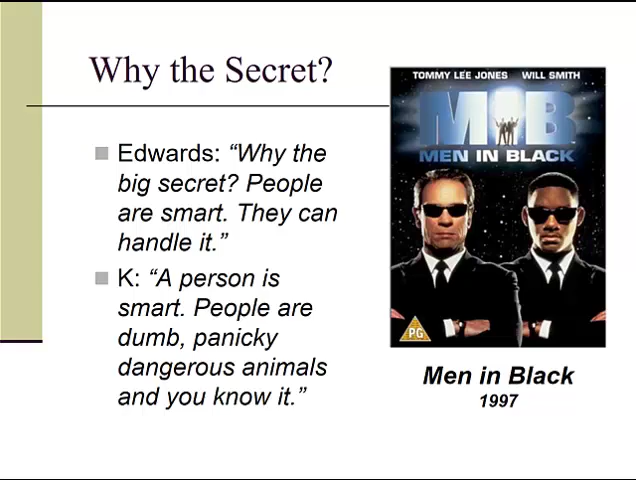 Why the Secret?
Edwards: “Why the
big secret? People
are smart. They can
handle it.”
K: “A person is
smart. People are
dumb, panicky
dangerous animals
and you know it.”
TOMMY LEE JONES WILL SMITH
MIB
MEN IN BLACK
PG
Men in Black
1997